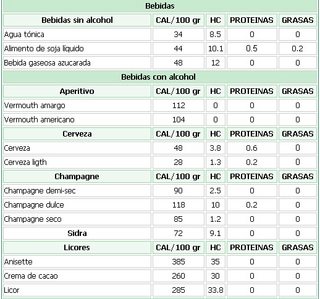 Bebidas
Bebidas sin alcohol CAL/100 gr HC PROTEINAS GRASAS
Agua tónica 34 8.5 0 0
Alimento de soja líquido 44 10.1 0.5 0.2
Bebida gaseosa azucarada 48 12 0 0
Bebidas con alcohol
Aperitivo CAL/100 gr HC PROTEINAS GRASAS
Vermouth amargo 112 0 0 0
Vermouth americano 104 0 0 0
Cerveza CAL/100 gr HC PROTEINAS GRASAS
Cerveza 48 3.8 0.6 0
Cerveza ligth 28 1.3 0.2 0
Champagne CAL/100 gr HC PROTEINAS GRASAS
Champagne demi-sec 90 2.5 0 0
Champagne dulce 118 10 0.2 0
Champagne seco 85 1.2 0 0
Sidra 72 9.1 0 0
Licores CAL/100 gr HC PROTEINAS GRASAS
Anisette 385 35 0 0
Crema de cacao 260 30 0 0
Licor 285 33.8 0 0